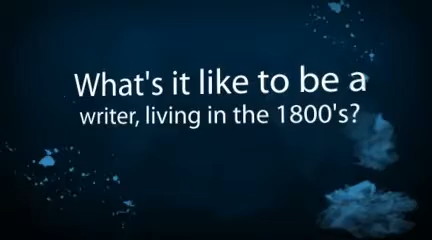 What's it like to be a
writer, living in the 1800's?